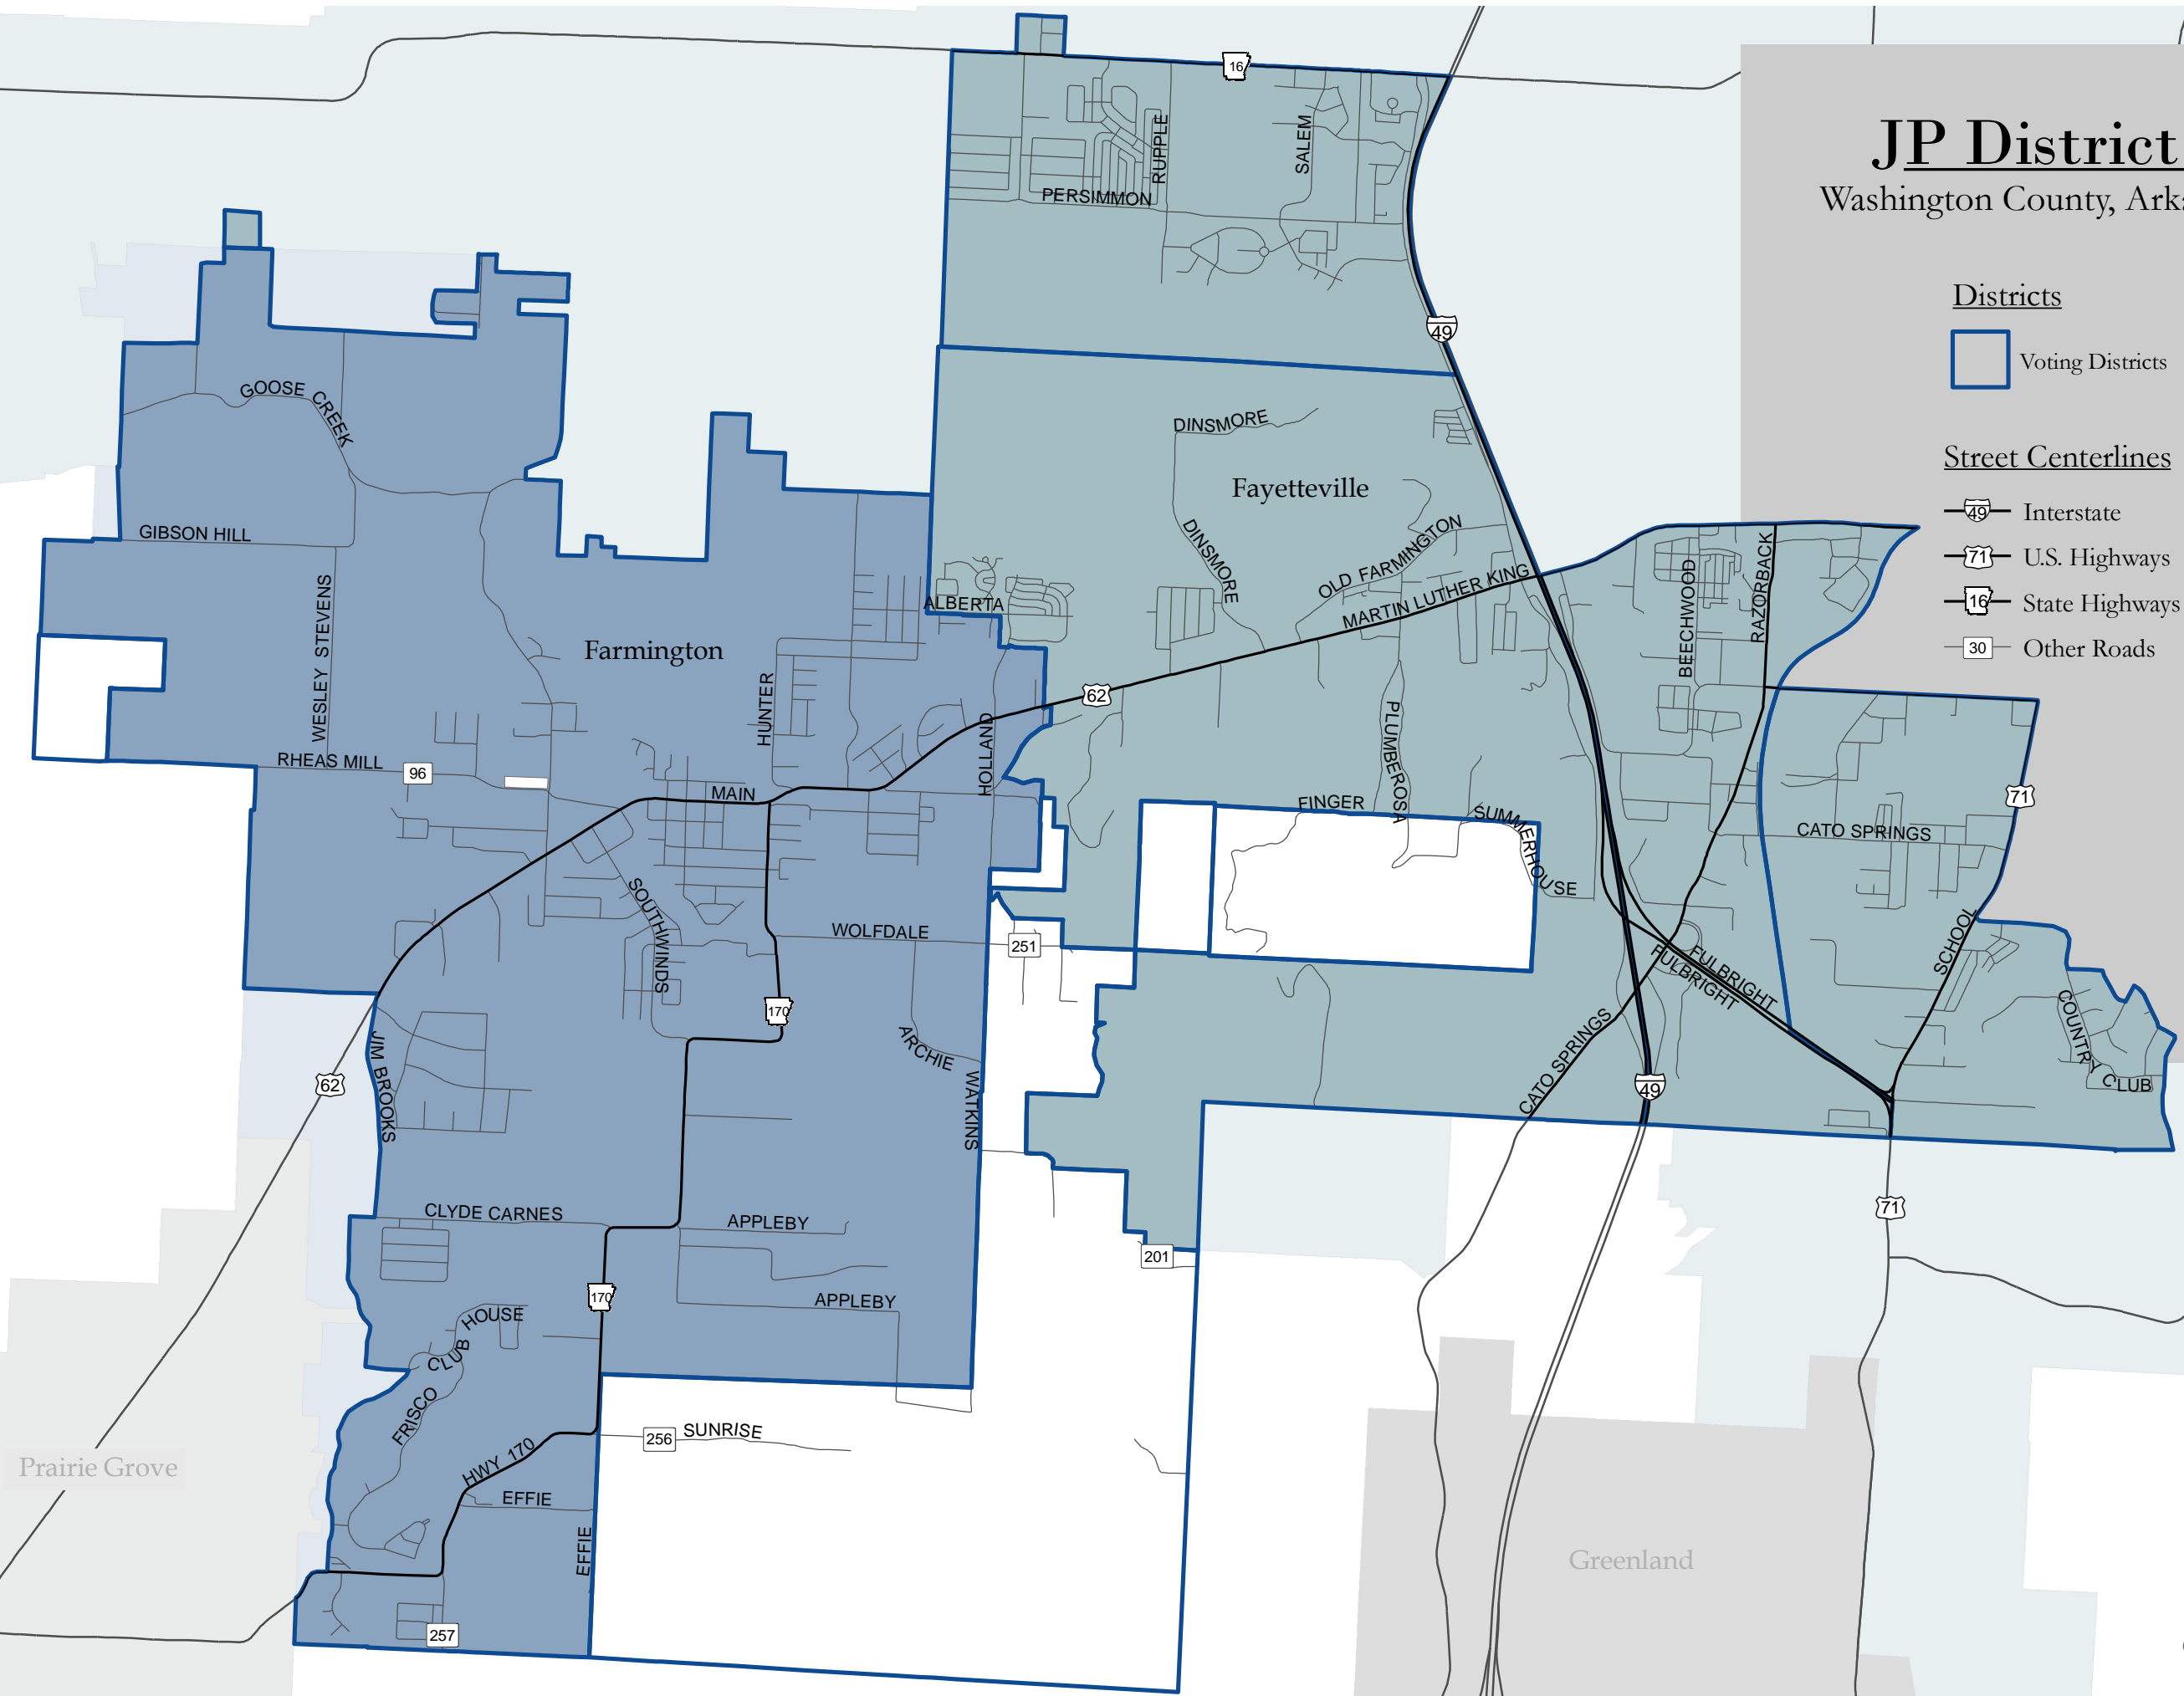 JP District
Washington County, Arka
Districts
Voting Districts
Street Centerlines
49 Interstate
71 U.S. Highways
16 State Highways
30 Other Roads
16
RUPPLE
SALEM
PERSIMMON
49
GOOSE CREEK
DINSMORE
Fayetteville
GIBSON HILL
DINSMORE
OLD FARMINGTON
MARTIN LUTHER KING
BEECHWOOD
RAZORBACK
WESLEY STEVENS
ALBERTA
Farmington
HUNTER
62
HOLLAND
PLUMBEROSA
RHEAS MILL
96
MAIN
FINGER
SUMMERHOUSE
71
CATO SPRINGS
SOUTHWINDS
WOLFDALE
251
SCHOOL
FULBRIGHT
FULBRIGHT
170
ARCHIE
COUNTRY CLUB
CATO SPRINGS
JIM BROOKS
62
WATKINS
49
CLYDE CARNES
APPLEBY
71
201
170
APPLEBY
CLUB HOUSE
FRISCO
256
SUNRISE
HWY 170
Prairie Grove
EFFIE
EFFIE
Greenland
257